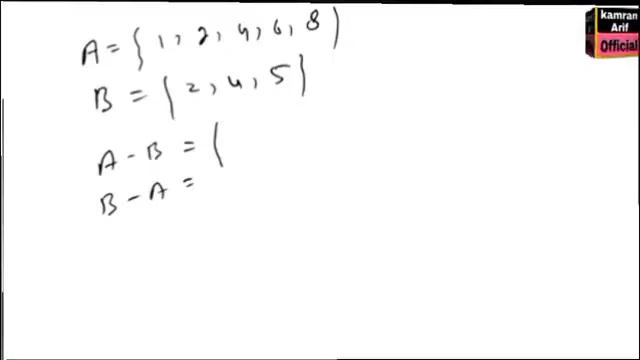 A = { 1, 2, 4, 6, 8 }
B = { 2, 4, 5 }
A - B = {
B - A =
kamran
Arif
Official